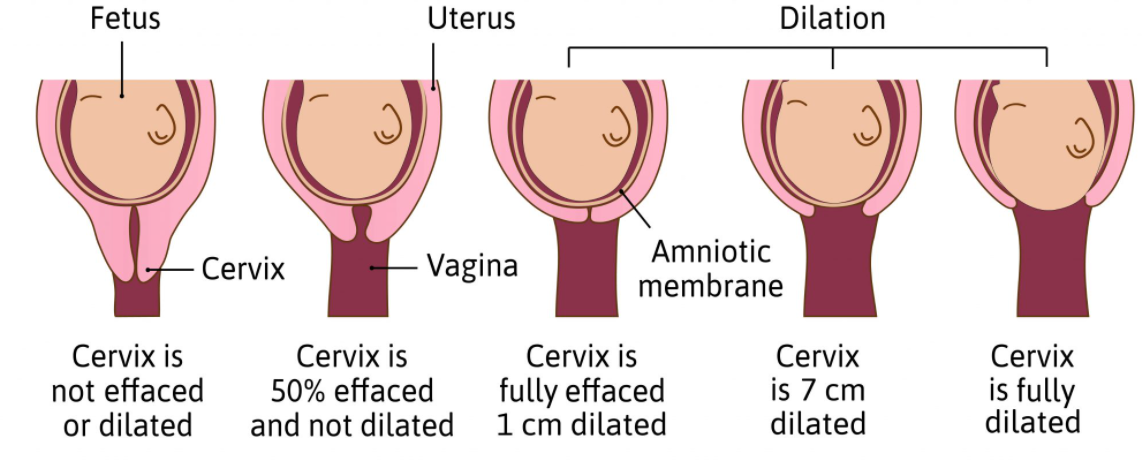 Fetus
Uterus
Dilation
Cervix
Vagina
Amniotic
membrane
Cervix is
not effaced
or dilated
Cervix is
50% effaced
and not dilated
Cervix is
fully effaced
1 cm dilated
Cervix
is 7 cm
dilated
Cervix
is fully
dilated